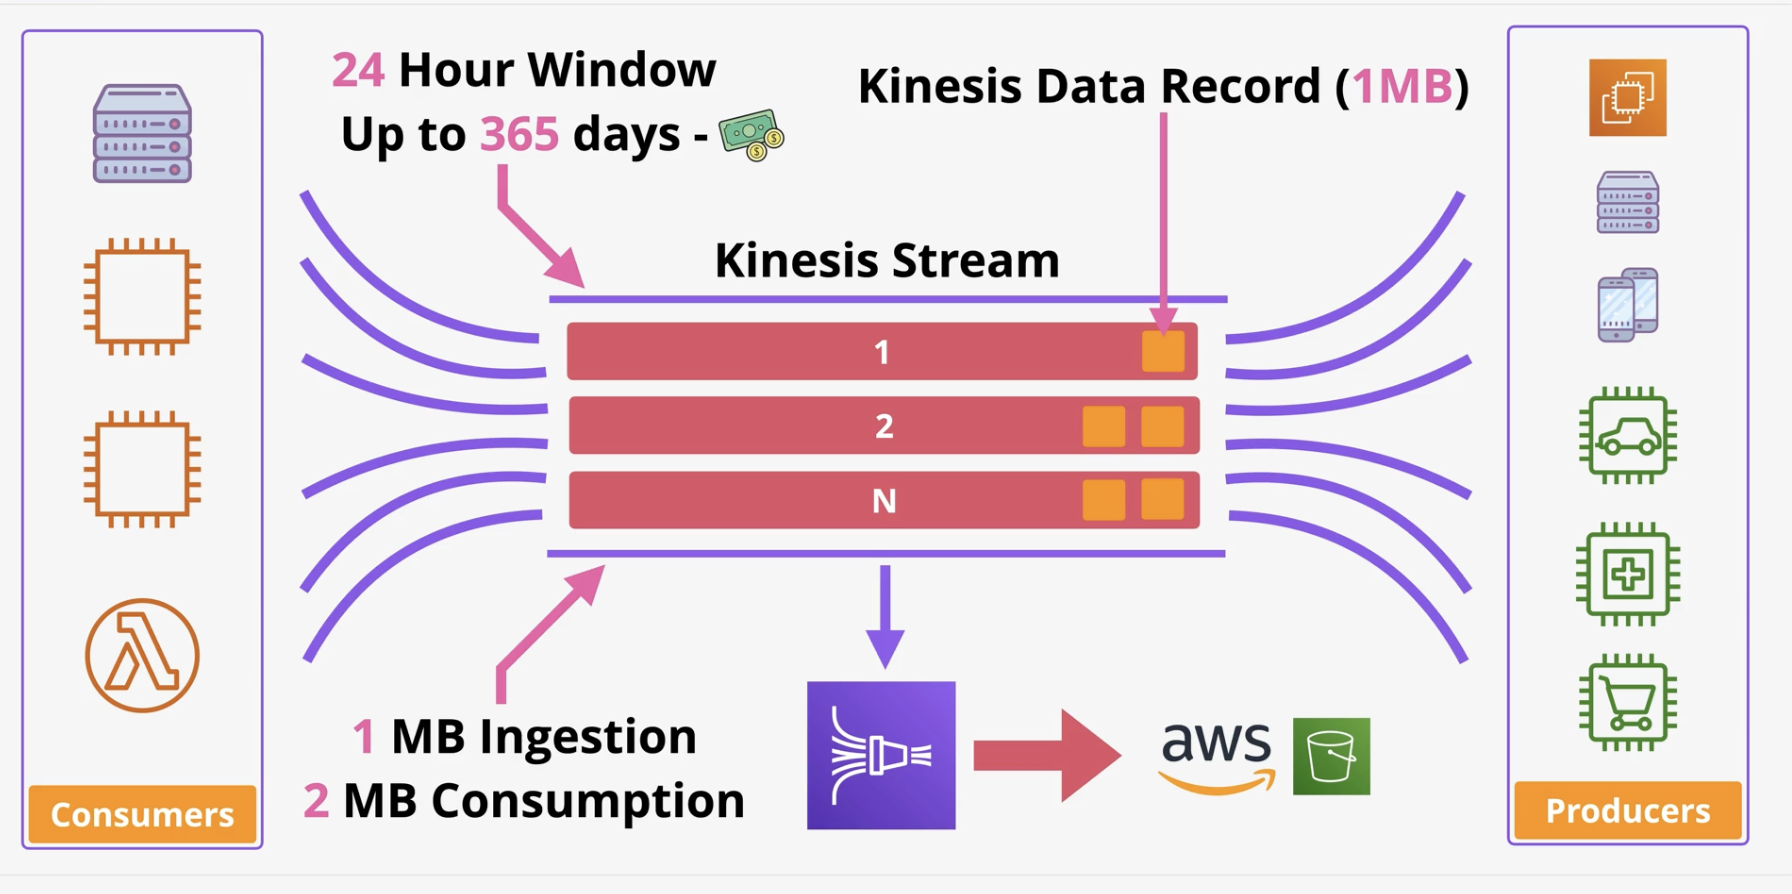 24 Hour Window
Up to 365 days -
Kinesis Data Record (1MB)
Kinesis Stream
1
2
N
1 MB Ingestion
2 MB Consumption
aws
Consumers
Producers